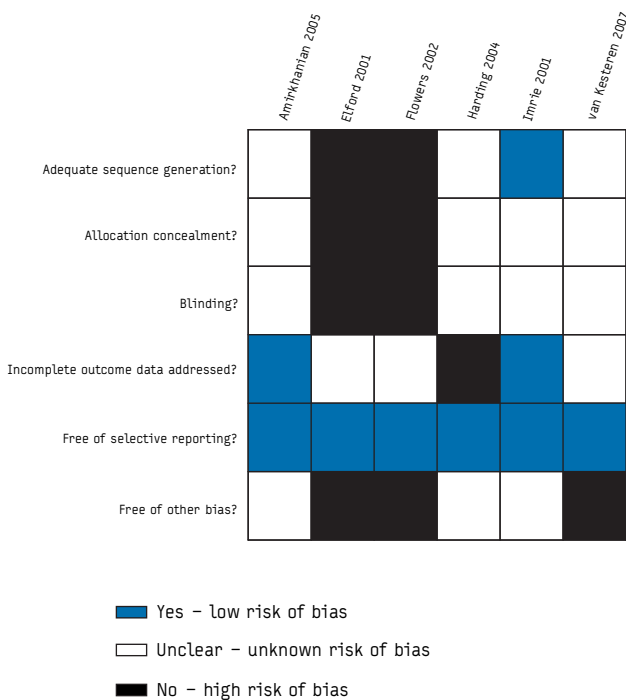 Amirkhanian 2005
Elford 2001
Flowers 2002
Harding 2004
Imrie 2001
van Kesteren 2007
Adequate sequence generation?
Allocation concealment?
Blinding?
Incomplete outcome data addressed?
Free of selective reporting?
Free of other bias?
Yes – low risk of bias
Unclear – unknown risk of bias
No – high risk of bias